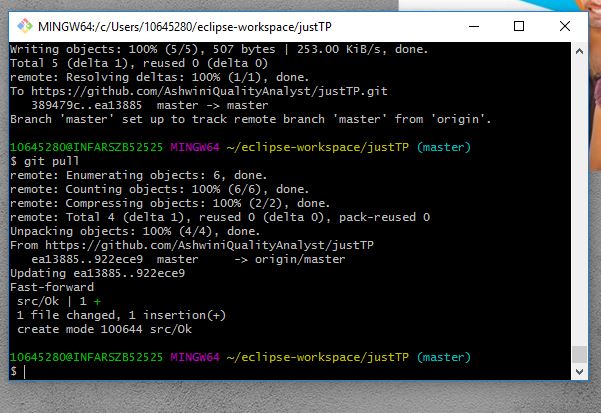 MINGW64:/c/Users/10645280/eclipse-workspace/justTP
Writing objects: 100% (5/5), 507 bytes | 253.00 KiB/s, done.
Total 5 (delta 1), reused 0 (delta 0)
remote: Resolving deltas: 100% (1/1), done.
To https://github.com/AshwiniQualityAnalyst/justTP.git
   389479c..ea13885  master -> master
Branch 'master' set up to track remote branch 'master' from 'origin'.

10645280@INFARSZB52525 MINGW64 ~/eclipse-workspace/justTP (master)
$ git pull
remote: Enumerating objects: 6, done.
remote: Counting objects: 100% (6/6), done.
remote: Compressing objects: 100% (2/2), done.
remote: Total 4 (delta 1), reused 0 (delta 0), pack-reused 0
Unpacking objects: 100% (4/4), done.
From https://github.com/AshwiniQualityAnalyst/justTP
   ea13885..922ece9  master     -> origin/master
Updating ea13885..922ece9
Fast-forward
 src/Ok | 1 +
 1 file changed, 1 insertion(+)
 create mode 100644 src/Ok

10645280@INFARSZB52525 MINGW64 ~/eclipse-workspace/justTP (master)
$